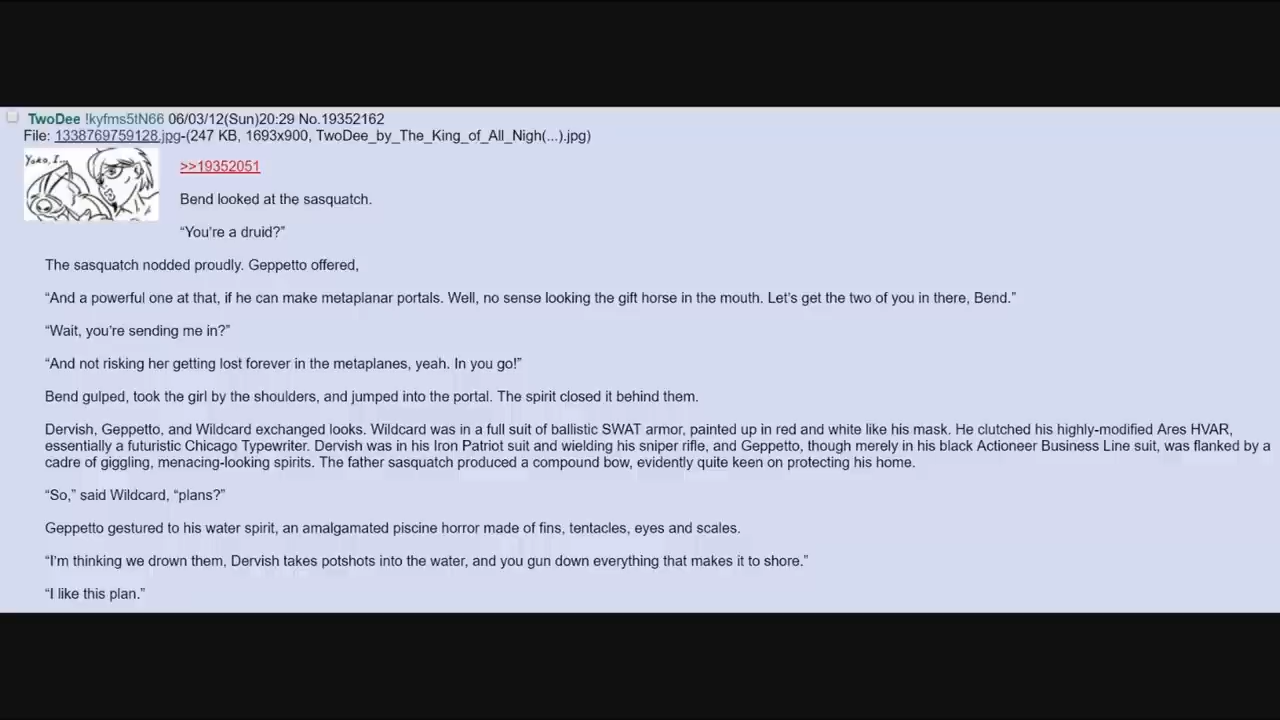 TwoDee !kyfms5tN66 06/03/12(Sun)20:29 No.19352162
File: 1338769759128.jpg-(247 KB, 1693x900, TwoDee_by_The_King_of_All_Nigh(...).jpg)
Yoko, I...
>>19352051
Bend looked at the sasquatch.
“You’re a druid?”
The sasquatch nodded proudly. Geppetto offered,
“And a powerful one at that, if he can make metaplanar portals. Well, no sense looking the gift horse in the mouth. Let’s get the two of you in there, Bend.”
“Wait, you’re sending me in?”
“And not risking her getting lost forever in the metaplanes, yeah. In you go!”
Bend gulped, took the girl by the shoulders, and jumped into the portal. The spirit closed it behind them.
Dervish, Geppetto, and Wildcard exchanged looks. Wildcard was in a full suit of ballistic SWAT armor, painted up in red and white like his mask. He clutched his highly-modified Ares HVAR,
essentially a futuristic Chicago Typewriter. Dervish was in his Iron Patriot suit and wielding his sniper rifle, and Geppetto, though merely in his black Actioneer Business Line suit, was flanked by a
cadre of giggling, menacing-looking spirits. The father sasquatch produced a compound bow, evidently quite keen on protecting his home.
“So,” said Wildcard, “plans?”
Geppetto gestured to his water spirit, an amalgamated piscine horror made of fins, tentacles, eyes and scales.
“I’m thinking we drown them, Dervish takes potshots into the water, and you gun down everything that makes it to shore.”
“I like this plan.”